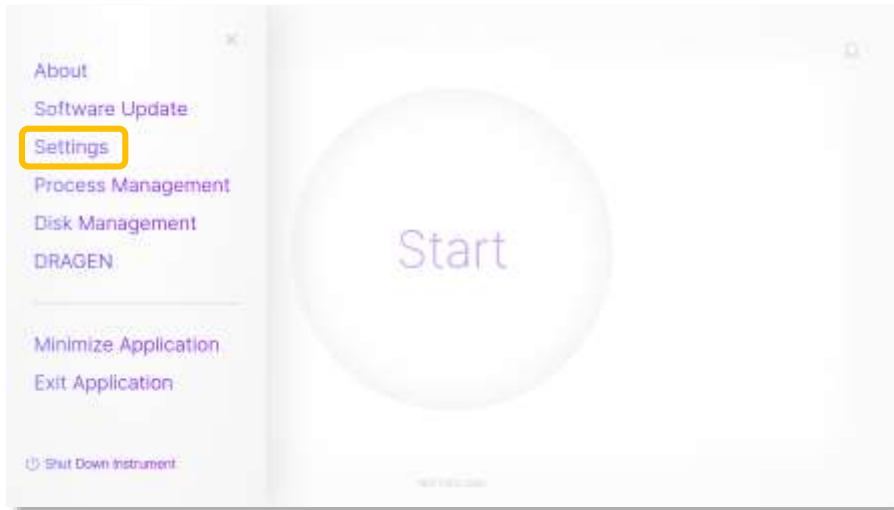 About
Software Update
Settings
Process Management
Disk Management
DRAGEN
Start
Minimize Application
Exit Application
Shut Down Instrument